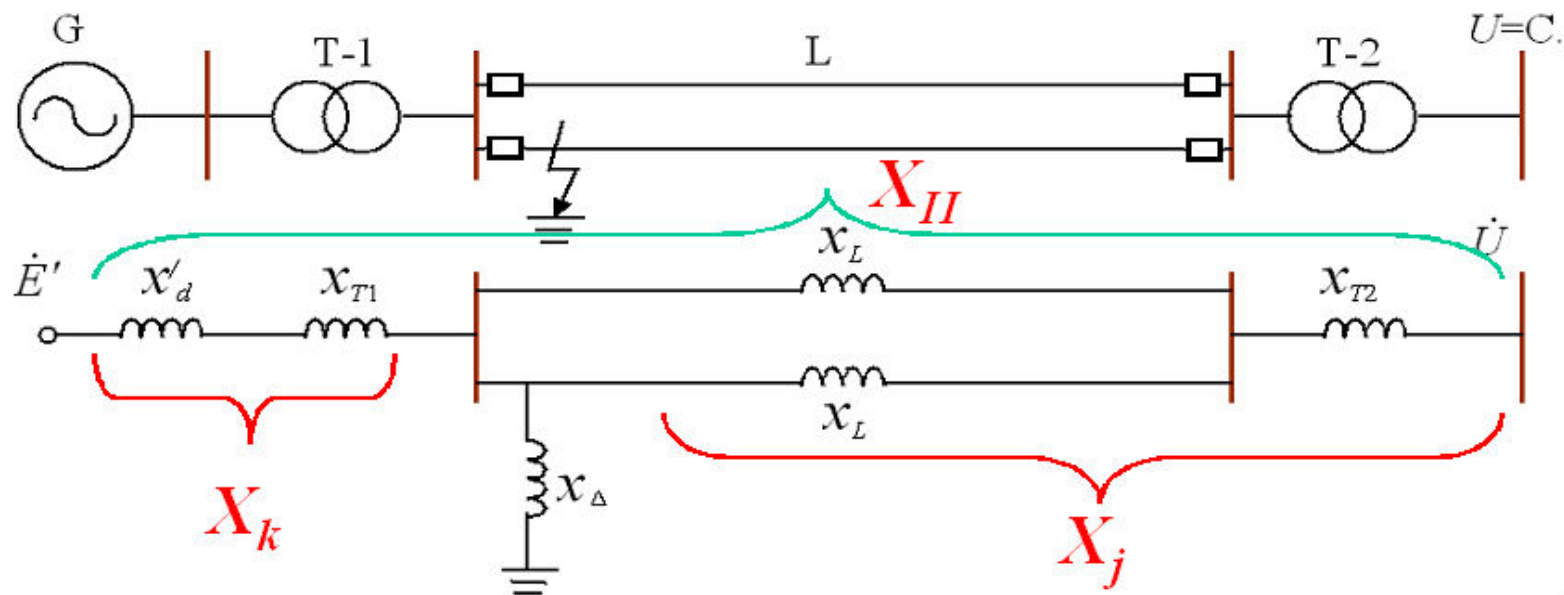 G
T-1
L
T-2
U=C.
X_II
Ė′
x′_d
x_T1
x_L
x_T2
U̇
x_L
x_Δ
X_k
X_j